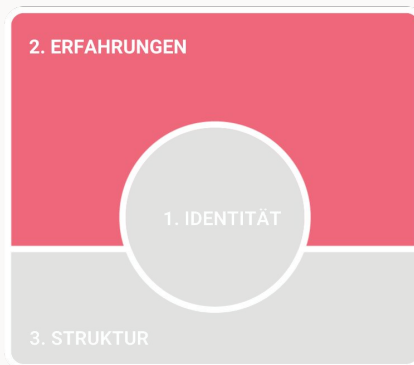 2. ERFAHRUNGEN
1. IDENTITÄT
3. STRUKTUR